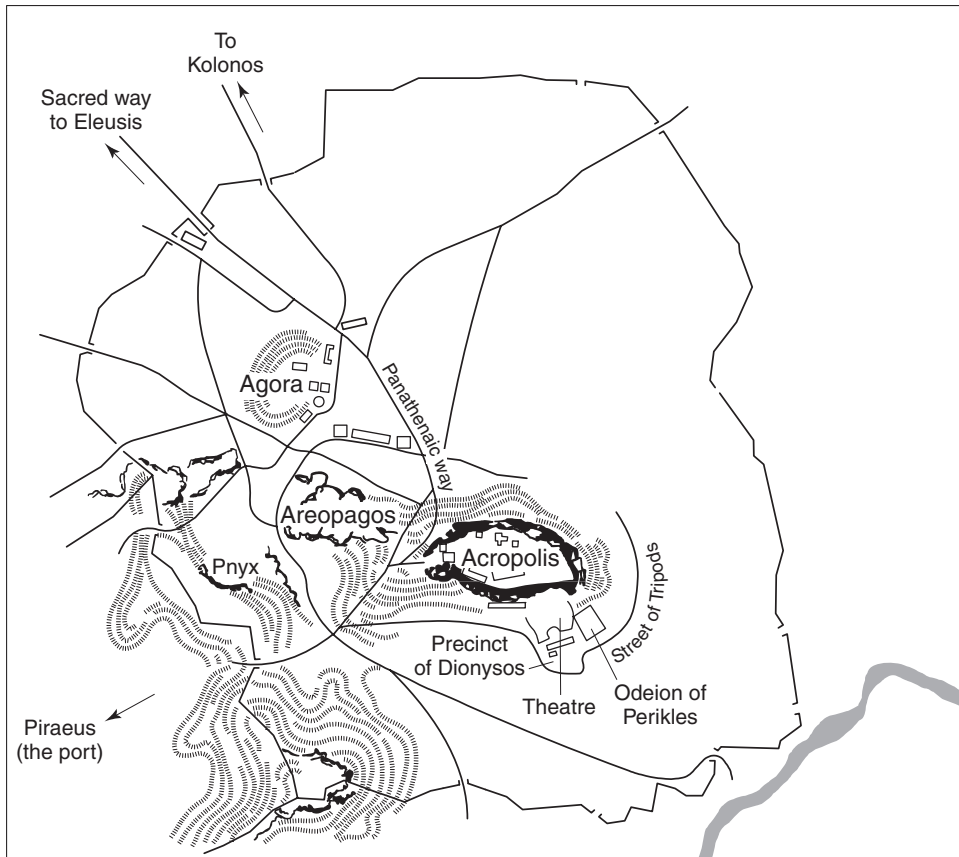 To
Kolonos
Sacred way
to Eleusis
Agora
Panathenaic way
Areopagos
Acropolis
Pnyx
Street of Tripods
Precinct
of Dionysos
Theatre
Odeion of
Perikles
Piraeus
(the port)